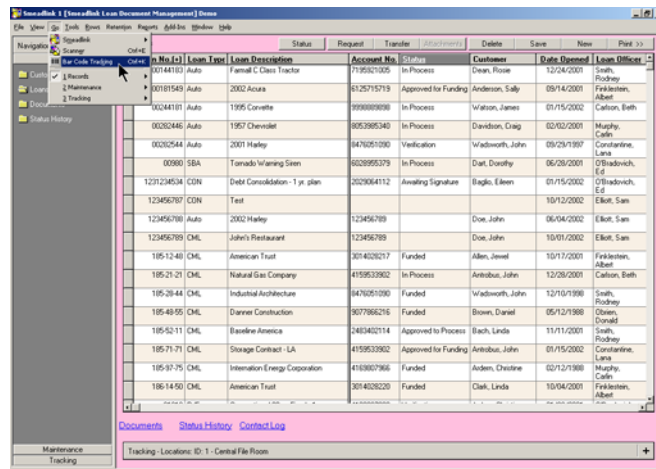 Smeadlink 1 [Smeadlink Loan Document Management] Demo
File View Go Tools Rows Retention Reports Add-Ins Window Help
Smeadlink
Scanner Ctrl+E
Bar Code Tracking Ctrl+K
1 Records
2 Maintenance
3 Tracking
Status Request Transfer Attachments Delete Save New Print >>
Loans
Documents
Status History
n No.[+] Loan Type Loan Description Account No. Status Customer Date Opened Loan Officer
00144183 Auto Farmall C Class Tractor 7195921005 In Process Dean, Rosie 12/24/2001 Smith, Rodney
00181549 Auto 2002 Acura 6125715719 Approved for Funding Anderson, Sally 09/14/2001 Finklestein, Albert
00244181 Auto 1995 Corvette 9998889898 In Process Watson, James 01/15/2002 Carlson, Beth
00282446 Auto 1957 Chevrolet 8053985340 In Process Davidson, Craig 02/02/2001 Murphy, Carlin
00282544 Auto 2001 Harley 8476051090 Verification Wadsworth, John 09/29/1997 Constantine, Lana
00980 SBA Tornado Warning Siren 6028955379 In Process Dart, Dorothy 06/28/2001 O'Bradovich, Ed
1231234534 CON Debt Consolidation - 1 yr. plan 2029064112 Awaiting Signature Baglio, Eileen 01/15/2002 O'Bradovich, Ed
123456787 CON Test 10/12/2002 Elliott, Sam
123456788 Auto 2002 Harley 123456789 Doe, John 06/04/2002 Elliott, Sam
123456789 CML John's Restaurant 123456789 Doe, John 10/01/2002 Elliott, Sam
185-12-48 CML American Trust 3014028217 Funded Allen, Jewel 10/17/2001 Finklestein, Albert
185-21-21 CML Natural Gas Company 4159533902 In Process Antrobus, John 12/28/2001 Carlson, Beth
185-28-44 CML Industrial Architecture 8476051090 Funded Wadsworth, John 12/10/1998 Smith, Rodney
185-48-55 CML Danner Construction 9077866216 Funded Brown, Daniel 05/12/1988 Obrien, Donald
185-52-11 CML Baseline America 2483402114 Approved to Process Bach, Linda 11/11/2001 Smith, Rodney
185-71-71 CML Storage Contract - LA 4159533902 Approved for Funding Antrobus, John 01/15/2002 Constantine, Lana
185-97-75 CML Internation Energy Corporation 4169807966 Funded Ardern, Christine 02/12/1988 Murphy, Carlin
186-14-50 CML American Trust 3014028220 Funded Clark, Linda 10/04/2001 Finklestein, Albert
Documents Status History Contact Log
Maintenance
Tracking
Tracking - Locations: ID: 1 - Central File Room